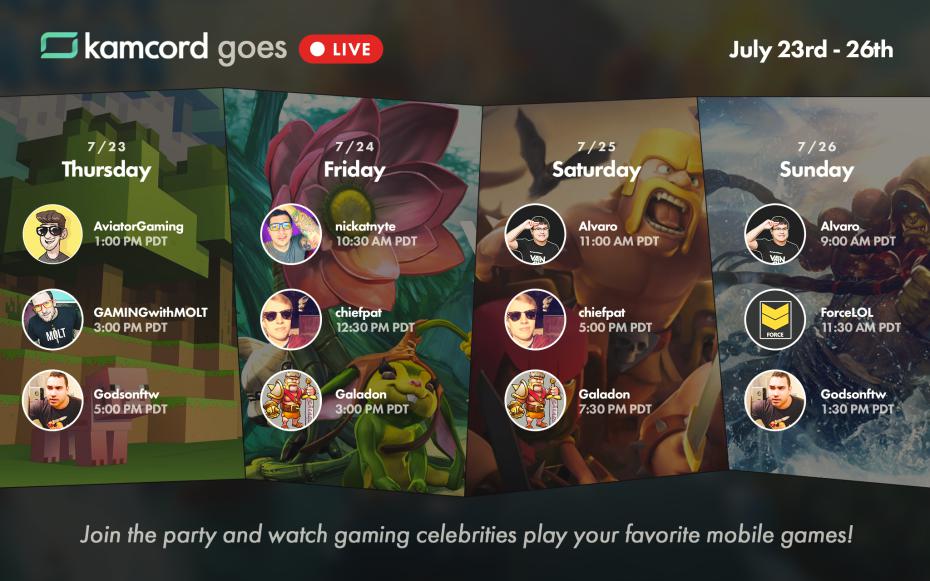 kamcord goes LIVE
July 23rd - 26th
7/23
Thursday
AviatorGaming
1:00 PM PDT
GAMINGwithMOLT
3:00 PM PDT
MOLT
Godsonftw
5:00 PM PDT
7/24
Friday
nickatnyte
10:30 AM PDT
chiefpat
12:30 PM PDT
Galadon
3:00 PM PDT
7/25
Saturday
Alvaro
11:00 AM PDT
VAN
chiefpat
5:00 PM PDT
Galadon
7:30 PM PDT
7/26
Sunday
Alvaro
9:00 AM PDT
VAN
ForceLOL
11:30 AM PDT
FORCE
Godsonftw
1:30 PM PDT
Join the party and watch gaming celebrities play your favorite mobile games!